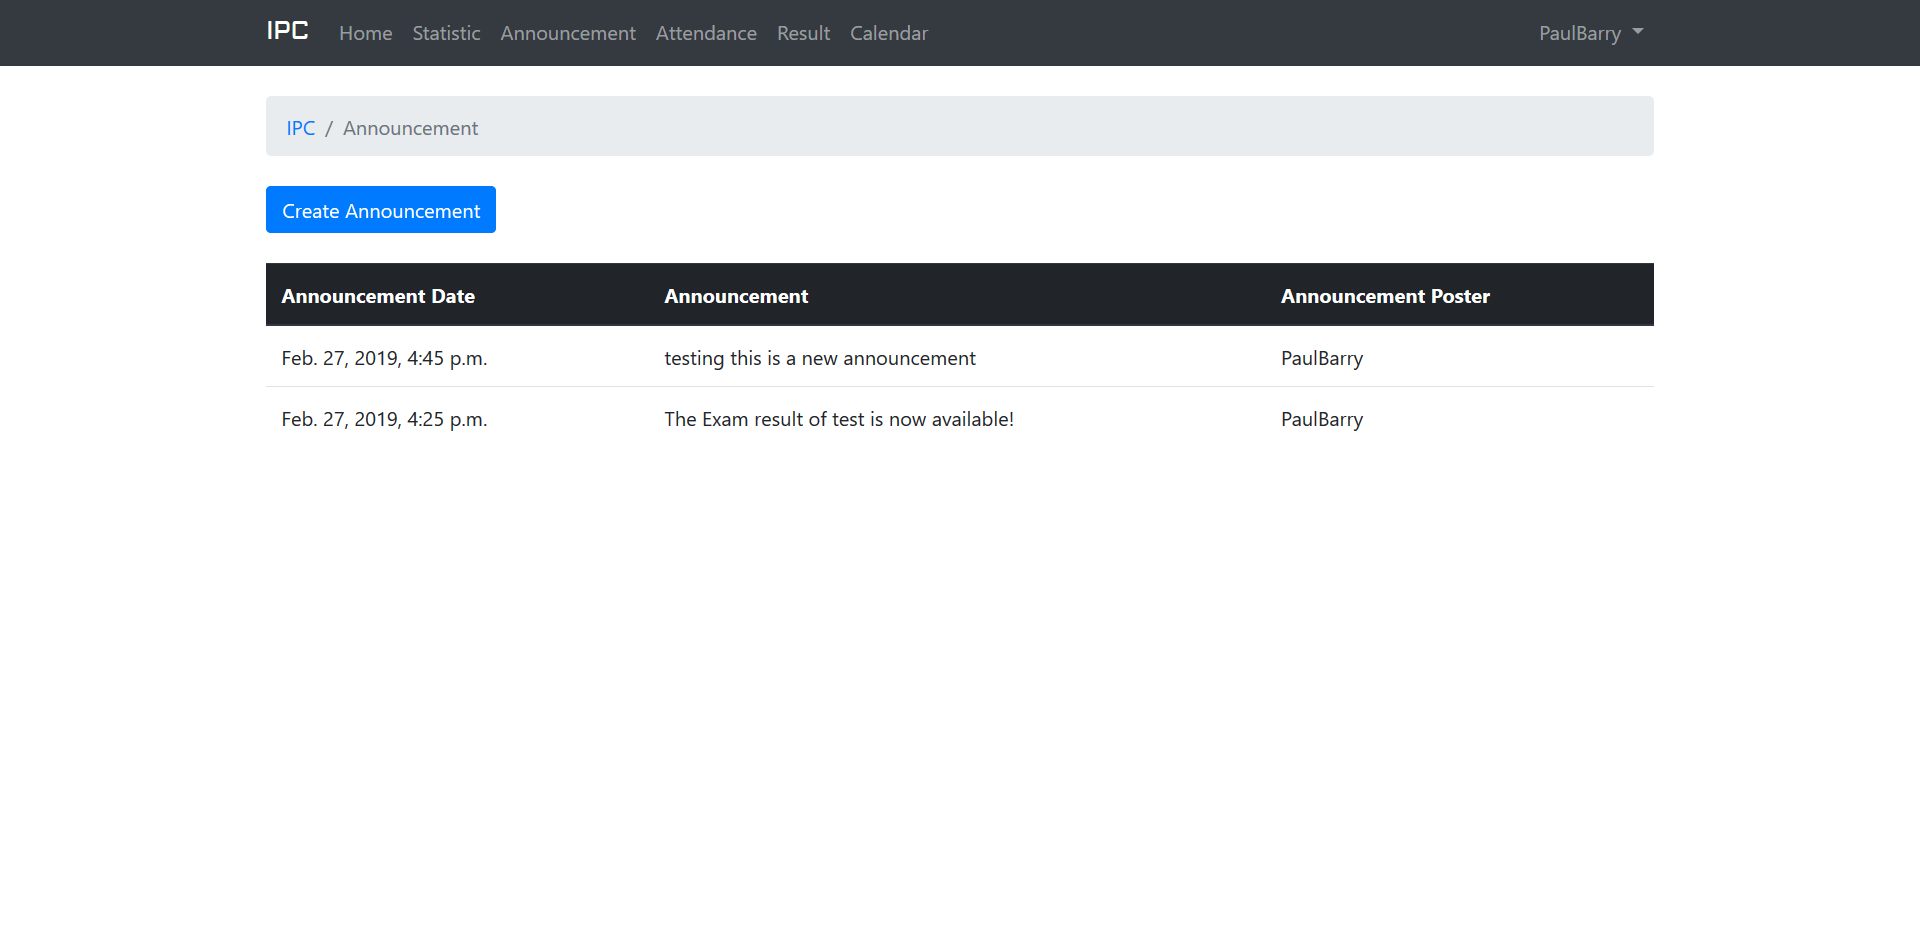 IPC Home Statistic Announcement Attendance Result Calendar PaulBarry
IPC / Announcement
Create Announcement
Announcement Date Announcement Announcement Poster
Feb. 27, 2019, 4:45 p.m. testing this is a new announcement PaulBarry
Feb. 27, 2019, 4:25 p.m. The Exam result of test is now available! PaulBarry